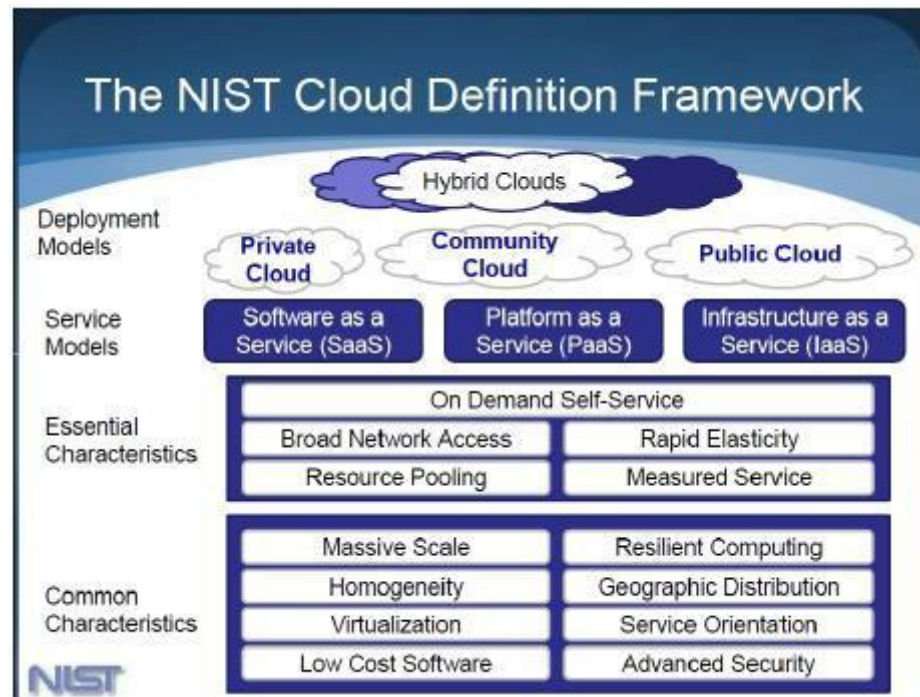 The NIST Cloud Definition Framework
Hybrid Clouds
Deployment
Models
Private
Cloud
Community
Cloud
Public Cloud
Service
Models
Software as a
Service (SaaS)
Platform as a
Service (PaaS)
Infrastructure as a
Service (IaaS)
Essential
Characteristics
On Demand Self-Service
Broad Network Access
Rapid Elasticity
Resource Pooling
Measured Service
Common
Characteristics
Massive Scale
Resilient Computing
Homogeneity
Geographic Distribution
Virtualization
Service Orientation
Low Cost Software
Advanced Security
NIST